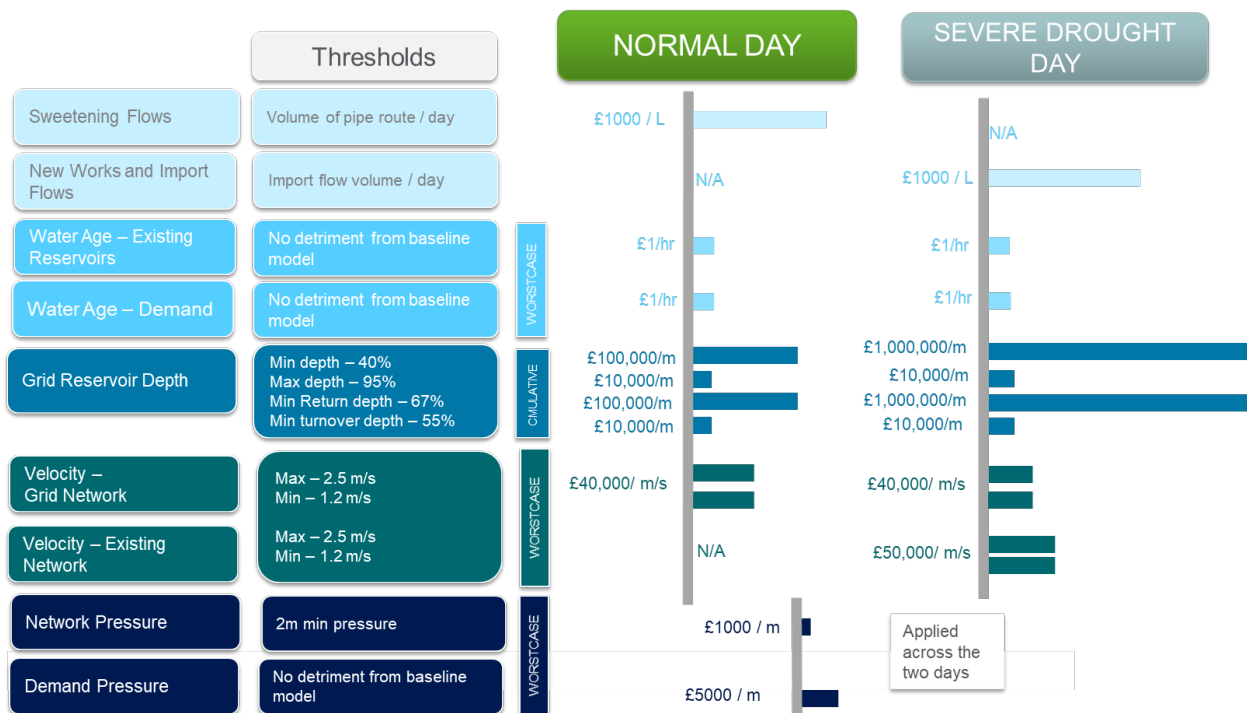 NORMAL DAY
SEVERE DROUGHT
DAY
Thresholds
Sweetening Flows
Volume of pipe route / day
£1000 / L
N/A
New Works and Import
Flows
Import flow volume / day
N/A
£1000 / L
Water Age – Existing
Reservoirs
No detriment from baseline
model
£1/hr
£1/hr
Water Age – Demand
No detriment from baseline
model
£1/hr
£1/hr
WORSTCASE
Grid Reservoir Depth
Min depth – 40%
Max depth – 95%
Min Return depth – 67%
Min turnover depth – 55%
CMULATIVE
£100,000/m
£10,000/m
£100,000/m
£10,000/m
£1,000,000/m
£10,000/m
£1,000,000/m
£10,000/m
Velocity –
Grid Network
Max – 2.5 m/s
Min – 1.2 m/s
£40,000/ m/s
£40,000/ m/s
Velocity – Existing
Network
Max – 2.5 m/s
Min – 1.2 m/s
WORSTCASE
N/A
£50,000/ m/s
Network Pressure
2m min pressure
£1000 / m
Demand Pressure
No detriment from baseline
model
WORSTCASE
£5000 / m
Applied
across the
two days